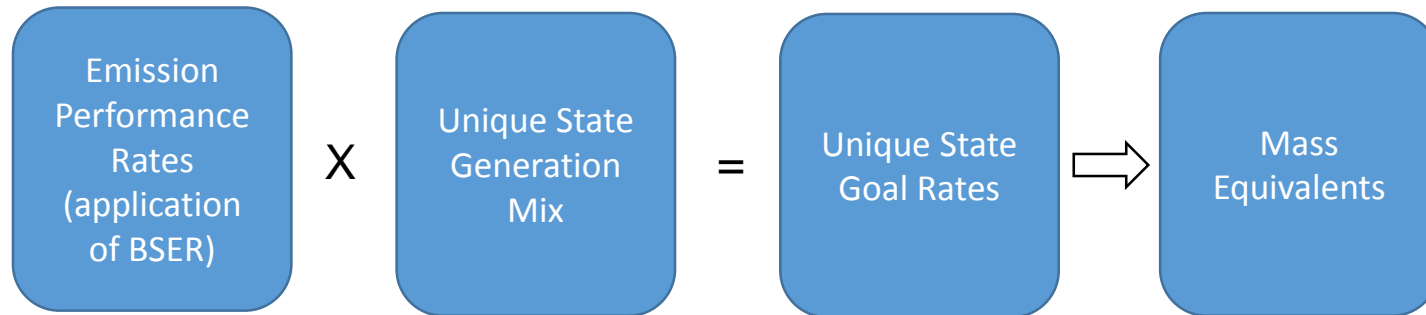 Emission
Performance
Rates
(application
of BSER)
X
Unique State
Generation
Mix
=
Unique State
Goal Rates
Mass
Equivalents